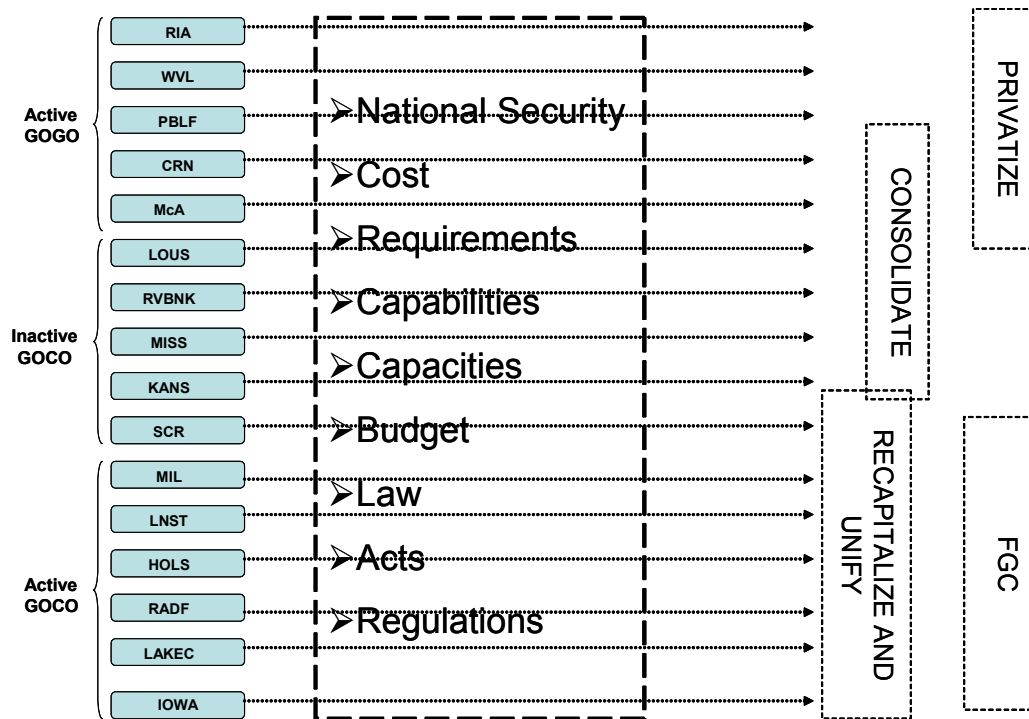 Active
GOGO
RIA
WVL
PBLF
CRN
McA
Inactive
GOCO
LOUS
RVBNK
MISS
KANS
SCR
Active
GOCO
MIL
LNST
HOLS
RADF
LAKEC
IOWA
➢National Security
➢Cost
➢Requirements
➢Capabilities
➢Capacities
➢Budget
➢Law
➢Acts
➢Regulations
CONSOLIDATE
RECAPITALIZE AND
UNIFY
PRIVATIZE
FGC